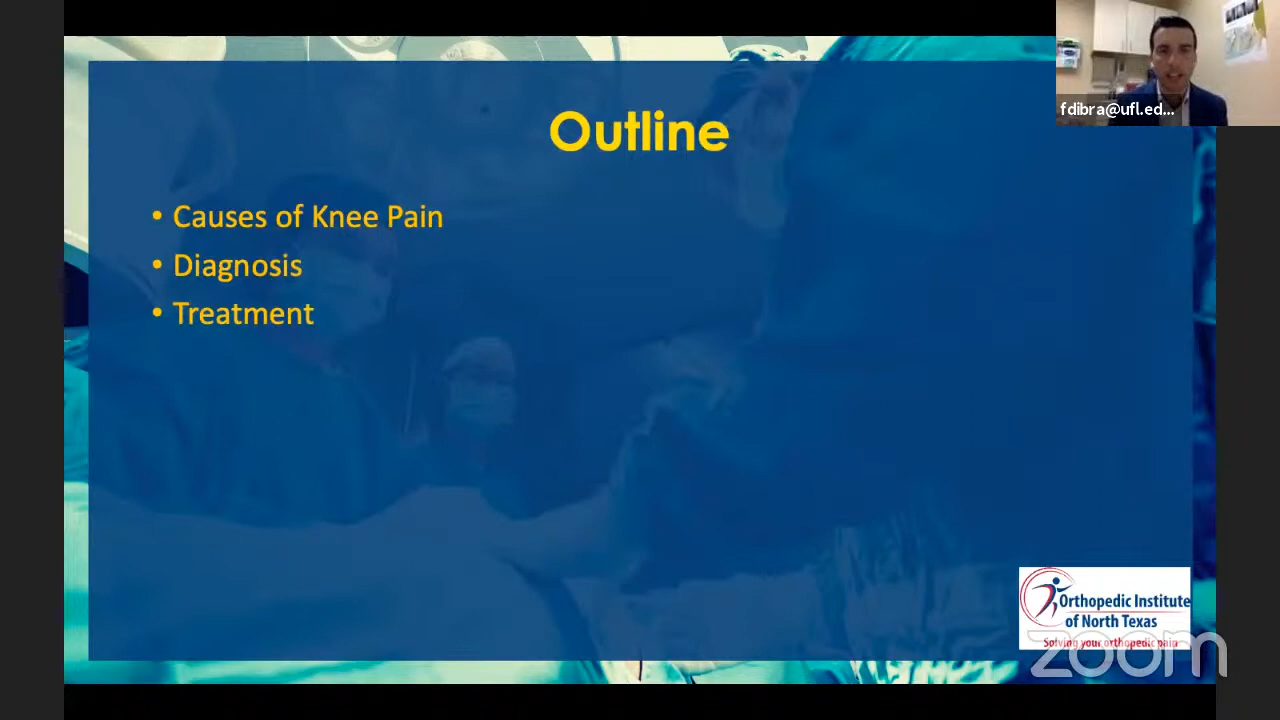 fdibra@ufl.ed...
Outline
• Causes of Knee Pain
• Diagnosis
• Treatment
Orthopedic Institute
of North Texas
Solving your orthopedic pain
zoom